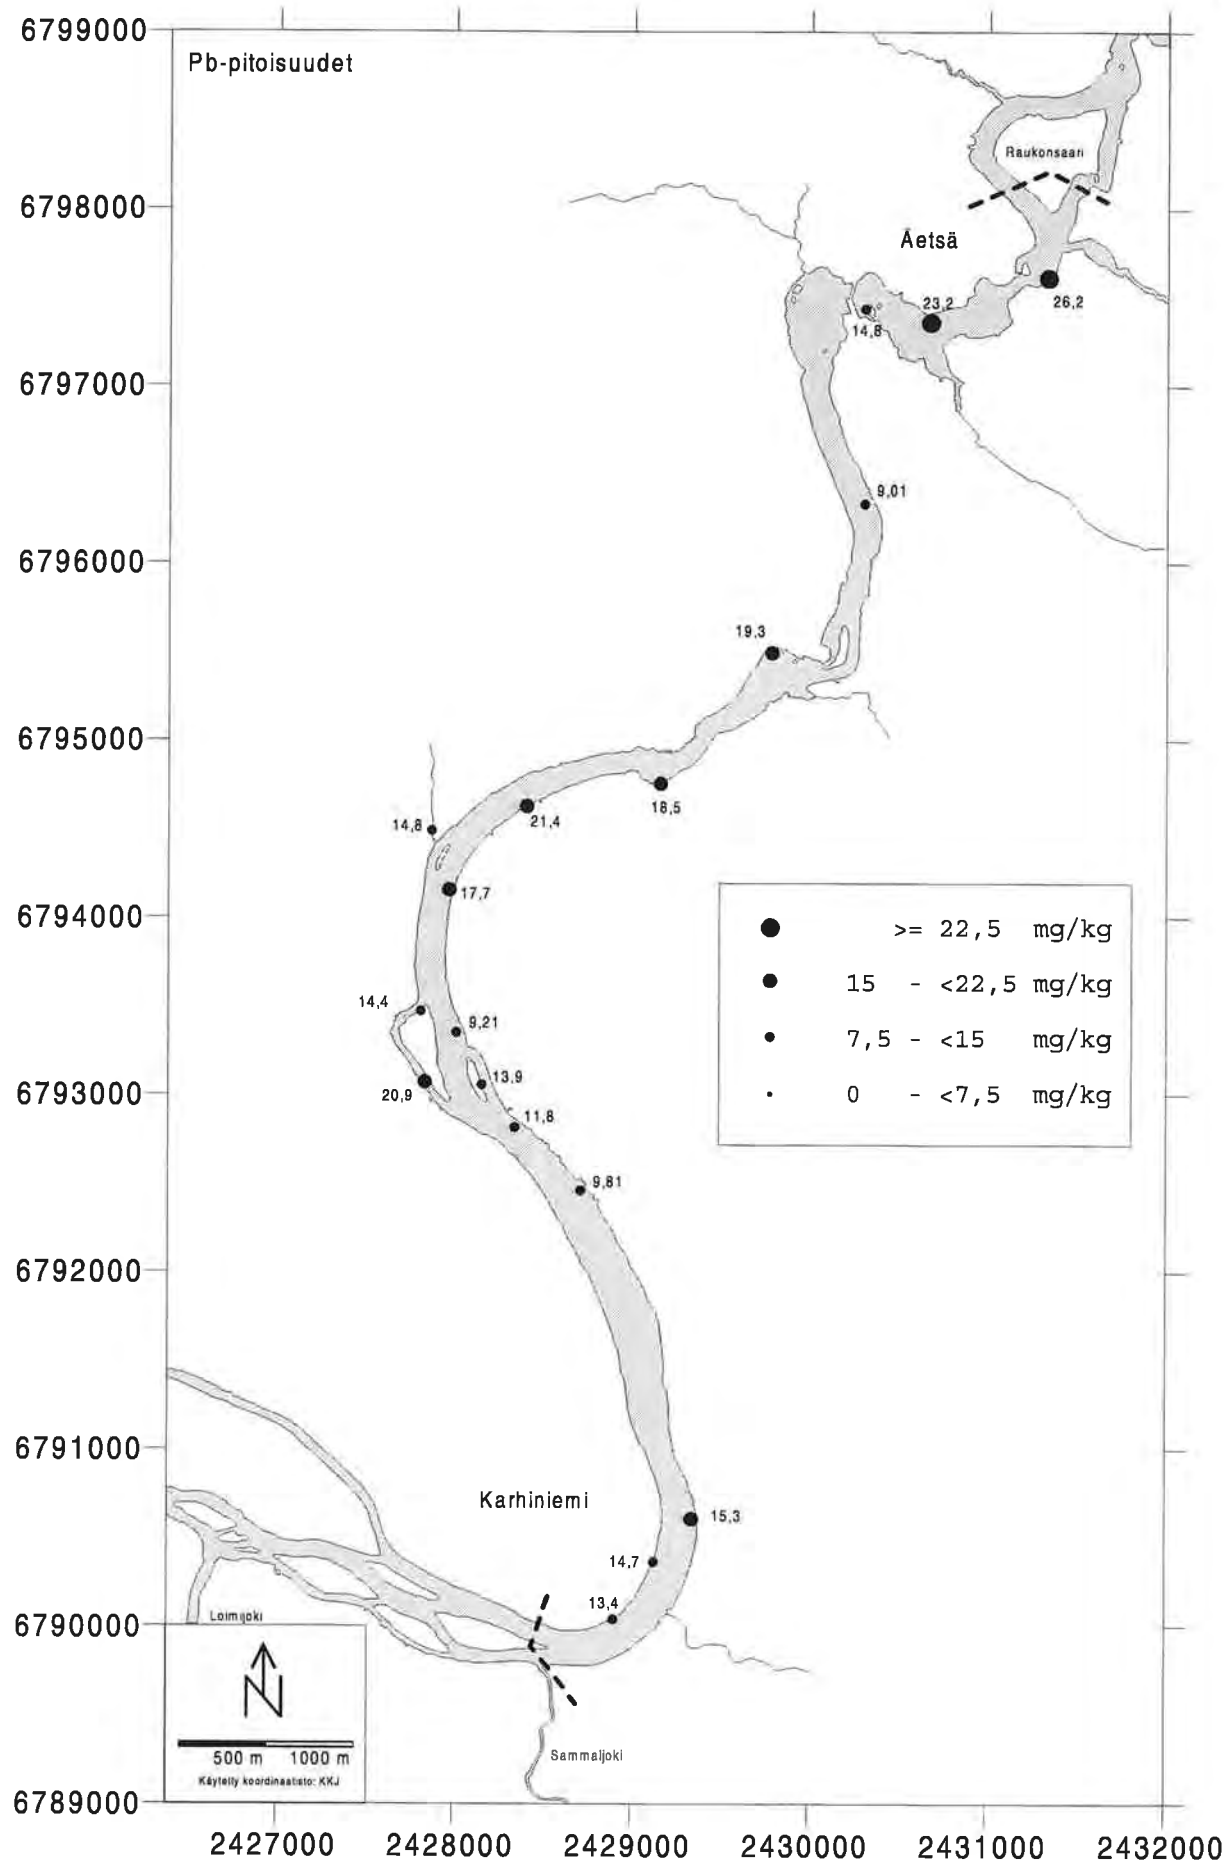 6799000
Pb-pitoisuudet
Raukonsaari
6798000
Äetsä
23,2
26,2
14,8
6797000
9,01
6796000
19,3
6795000
18,5
21,4
14,8
17,7
6794000
>= 22,5 mg/kg
15 - <22,5 mg/kg
7,5 - <15 mg/kg
0 - <7,5 mg/kg
14,4
9,21
13,9
6793000
20,9
11,8
9,81
6792000
6791000
Karhiniemi
15,3
14,7
13,4
6790000
Loimijoki
N
500 m 1000 m
Käytetty koordinaatisto: KKJ
Sammaljoki
6789000
2427000 2428000 2429000 2430000 2431000 2432000